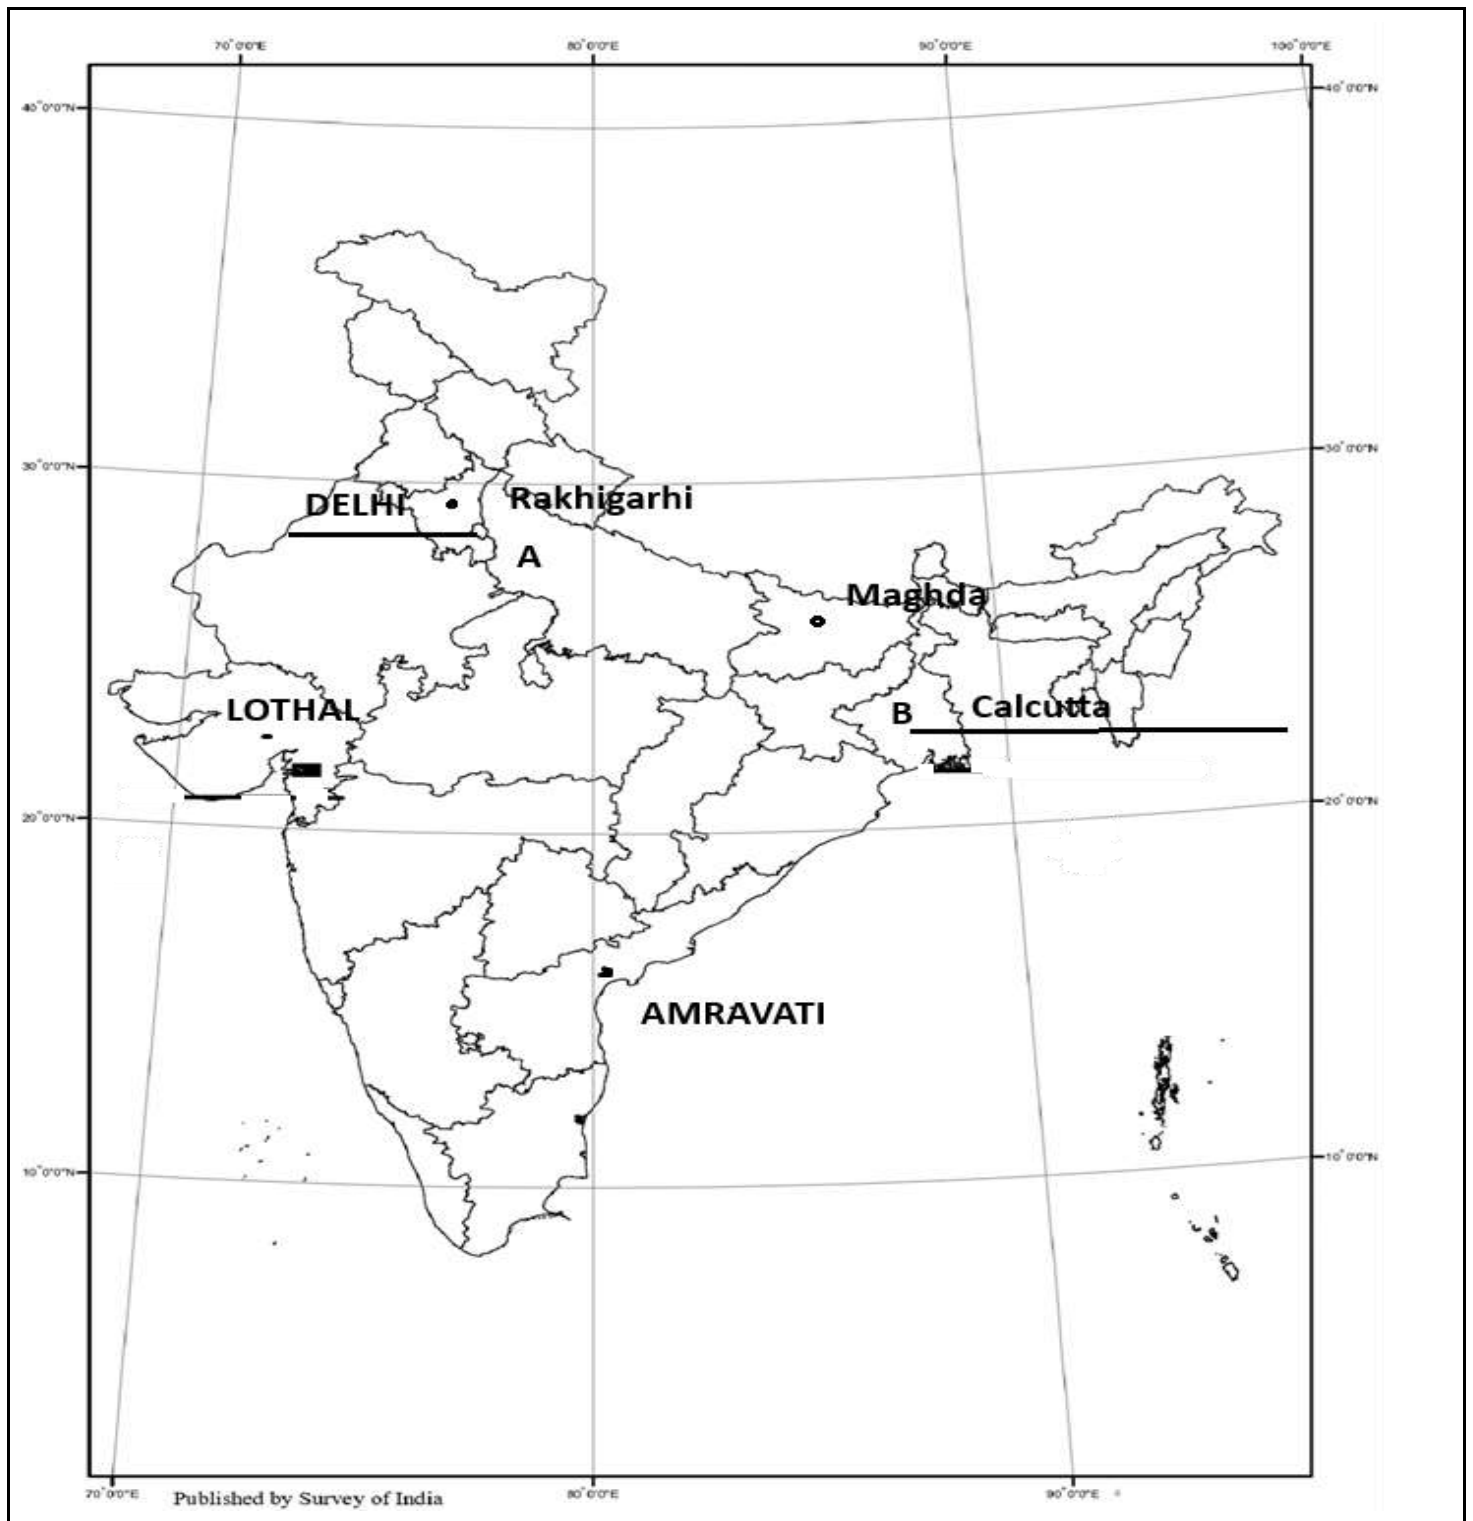 70°0'0"E 80°0'0"E 90°0'0"E 100°0'0"E
40°0'0"N 40°0'0"N
30°0'0"N 30°0'0"N
DELHI Rakhigarhi
A
Maghda
LOTHAL B Calcutta
20°0'0"N 20°0'0"N
AMRAVATI
10°0'0"N 10°0'0"N
70°0'0"E 80°0'0"E 90°0'0"E
Published by Survey of India